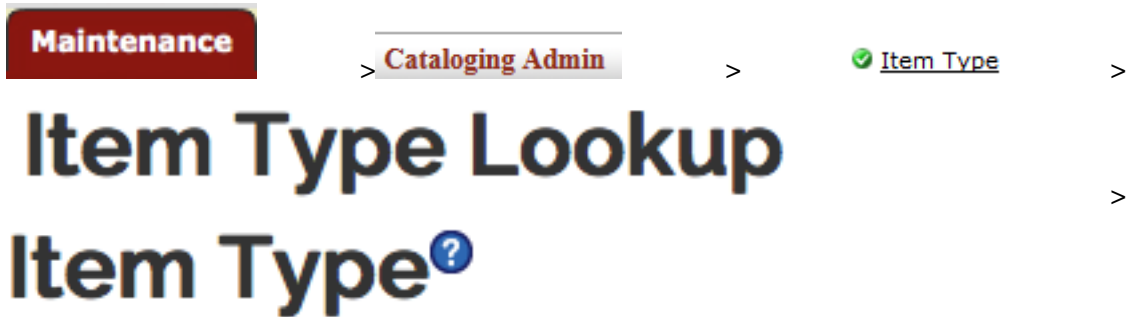 Maintenance > Cataloging Admin > Item Type >
Item Type Lookup >
Item Type ?